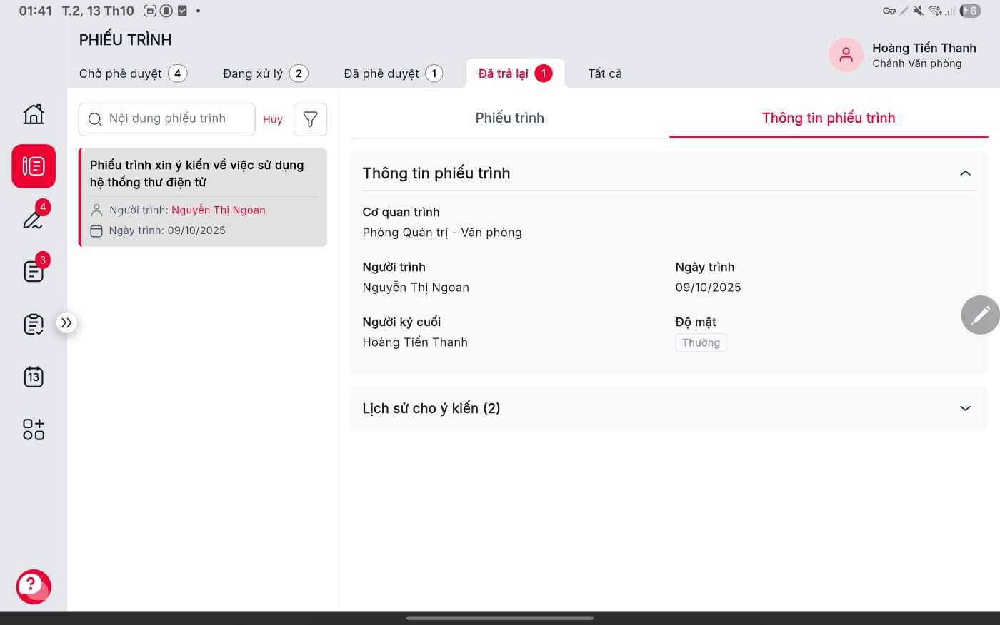 01:41 T.2, 13 Th10
6
PHIẾU TRÌNH
Hoàng Tiến Thanh
Chánh Văn phòng
Chờ phê duyệt 4
Đang xử lý 2
Đã phê duyệt 1
Đã trả lại 1
Tất cả
Nội dung phiếu trình
Hủy
Phiếu trình
Thông tin phiếu trình
Phiếu trình xin ý kiến về việc sử dụng
hệ thống thư điện tử
Người trình: Nguyễn Thị Ngoan
Ngày trình: 09/10/2025
4
3
13
?
Thông tin phiếu trình
Cơ quan trình
Phòng Quản trị - Văn phòng
Người trình
Nguyễn Thị Ngoan
Ngày trình
09/10/2025
Người ký cuối
Hoàng Tiến Thanh
Độ mật
Thường
Lịch sử cho ý kiến (2)